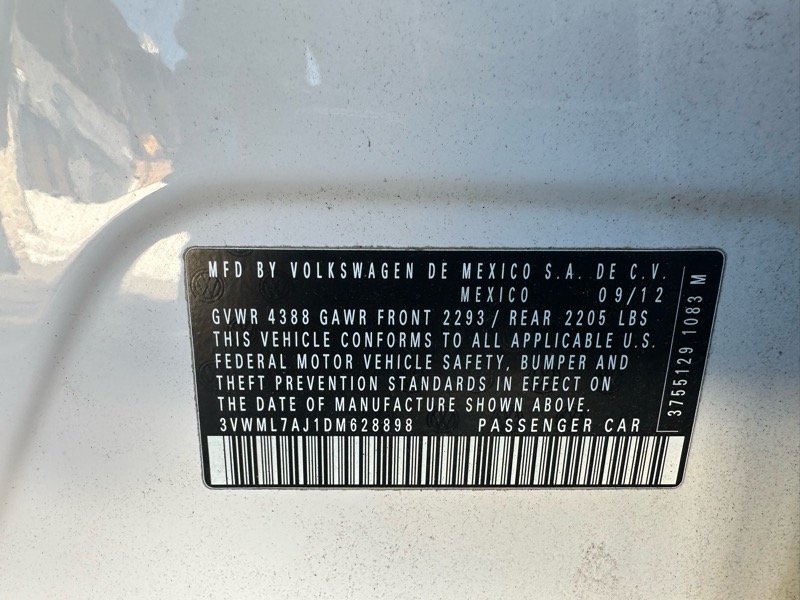 MFD BY VOLKSWAGEN DE MEXICO S.A. DE C.V.
MEXICO 09/12
GVWR 4388 GAWR FRONT 2293 / REAR 2205 LBS
THIS VEHICLE CONFORMS TO ALL APPLICABLE U.S.
FEDERAL MOTOR VEHICLE SAFETY, BUMPER AND
THEFT PREVENTION STANDARDS IN EFFECT ON
THE DATE OF MANUFACTURE SHOWN ABOVE.
3VWML7AJ1DM628898 PASSENGER CAR
3755129 1083 M